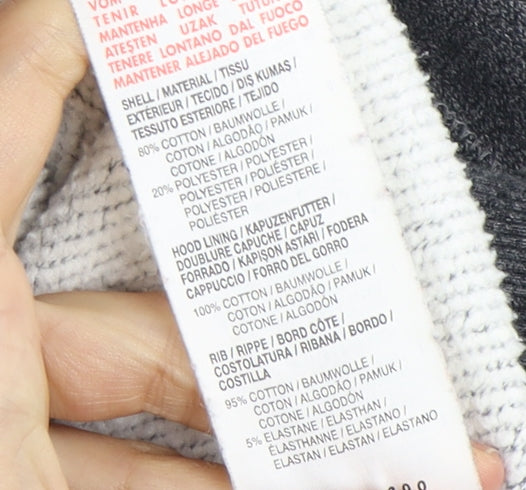 TENIR
MANTENHA LONGE
ATEŞTEN UZAK
TENERE LONTANO DAL FUOCO
MANTENER ALEJADO DEL FUEGO
SHELL / MATERIAL / TISSU
EXTÉRIEUR / TECIDO / DIŞ KUMAŞ /
TESSUTO ESTERIORE / TEJIDO
80% COTTON / BAUMWOLLE /
COTON / ALGODÃO / PAMUK /
COTONE / ALGODÓN
20% POLYESTER / POLYESTER /
POLYESTER / POLIÉSTER /
POLYESTER / POLIESTERE /
POLIÉSTER
HOOD LINING / KAPUZENFUTTER /
DOUBLURE CAPUCHE / CAPUZ
FORRADO / KAPİŞON ASTARI / FODERA
CAPPUCCIO / FORRO DEL GORRO
100% COTTON / BAUMWOLLE /
COTON / ALGODÃO / PAMUK /
COTONE / ALGODÓN
RIB / RIPPE / BORD CÔTE /
COSTOLATURA / RIBANA / BORDO /
COSTILLA
95% COTTON / BAUMWOLLE /
COTON / ALGODÃO / PAMUK /
COTONE / ALGODÓN
5% ELASTANE / ELASTHAN /
ÉLASTHANNE / ELASTANO /
ELASTAN / ELASTAN / ELASTANO